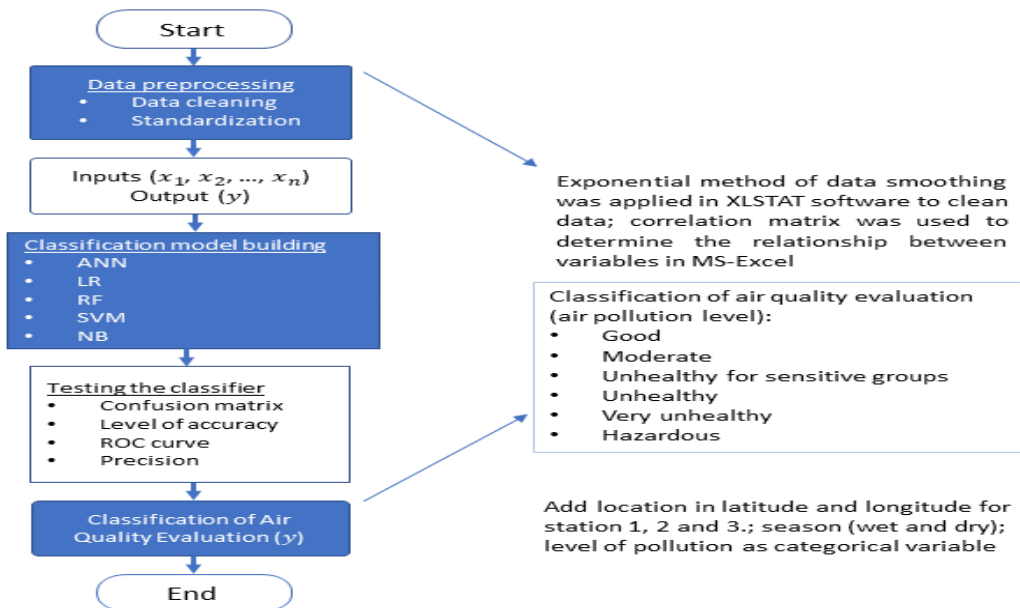 Start
Data preprocessing
• Data cleaning
• Standardization
Inputs (x₁, x₂, ..., xₙ)
Output (y)
Classification model building
• ANN
• LR
• RF
• SVM
• NB
Testing the classifier
• Confusion matrix
• Level of accuracy
• ROC curve
• Precision
Classification of Air
Quality Evaluation (y)
End
Exponential method of data smoothing
was applied in XLSTAT software to clean
data; correlation matrix was used to
determine the relationship between
variables in MS-Excel
Classification of air quality evaluation
(air pollution level):
• Good
• Moderate
• Unhealthy for sensitive groups
• Unhealthy
• Very unhealthy
• Hazardous
Add location in latitude and longitude for
station 1, 2 and 3.; season (wet and dry);
level of pollution as categorical variable